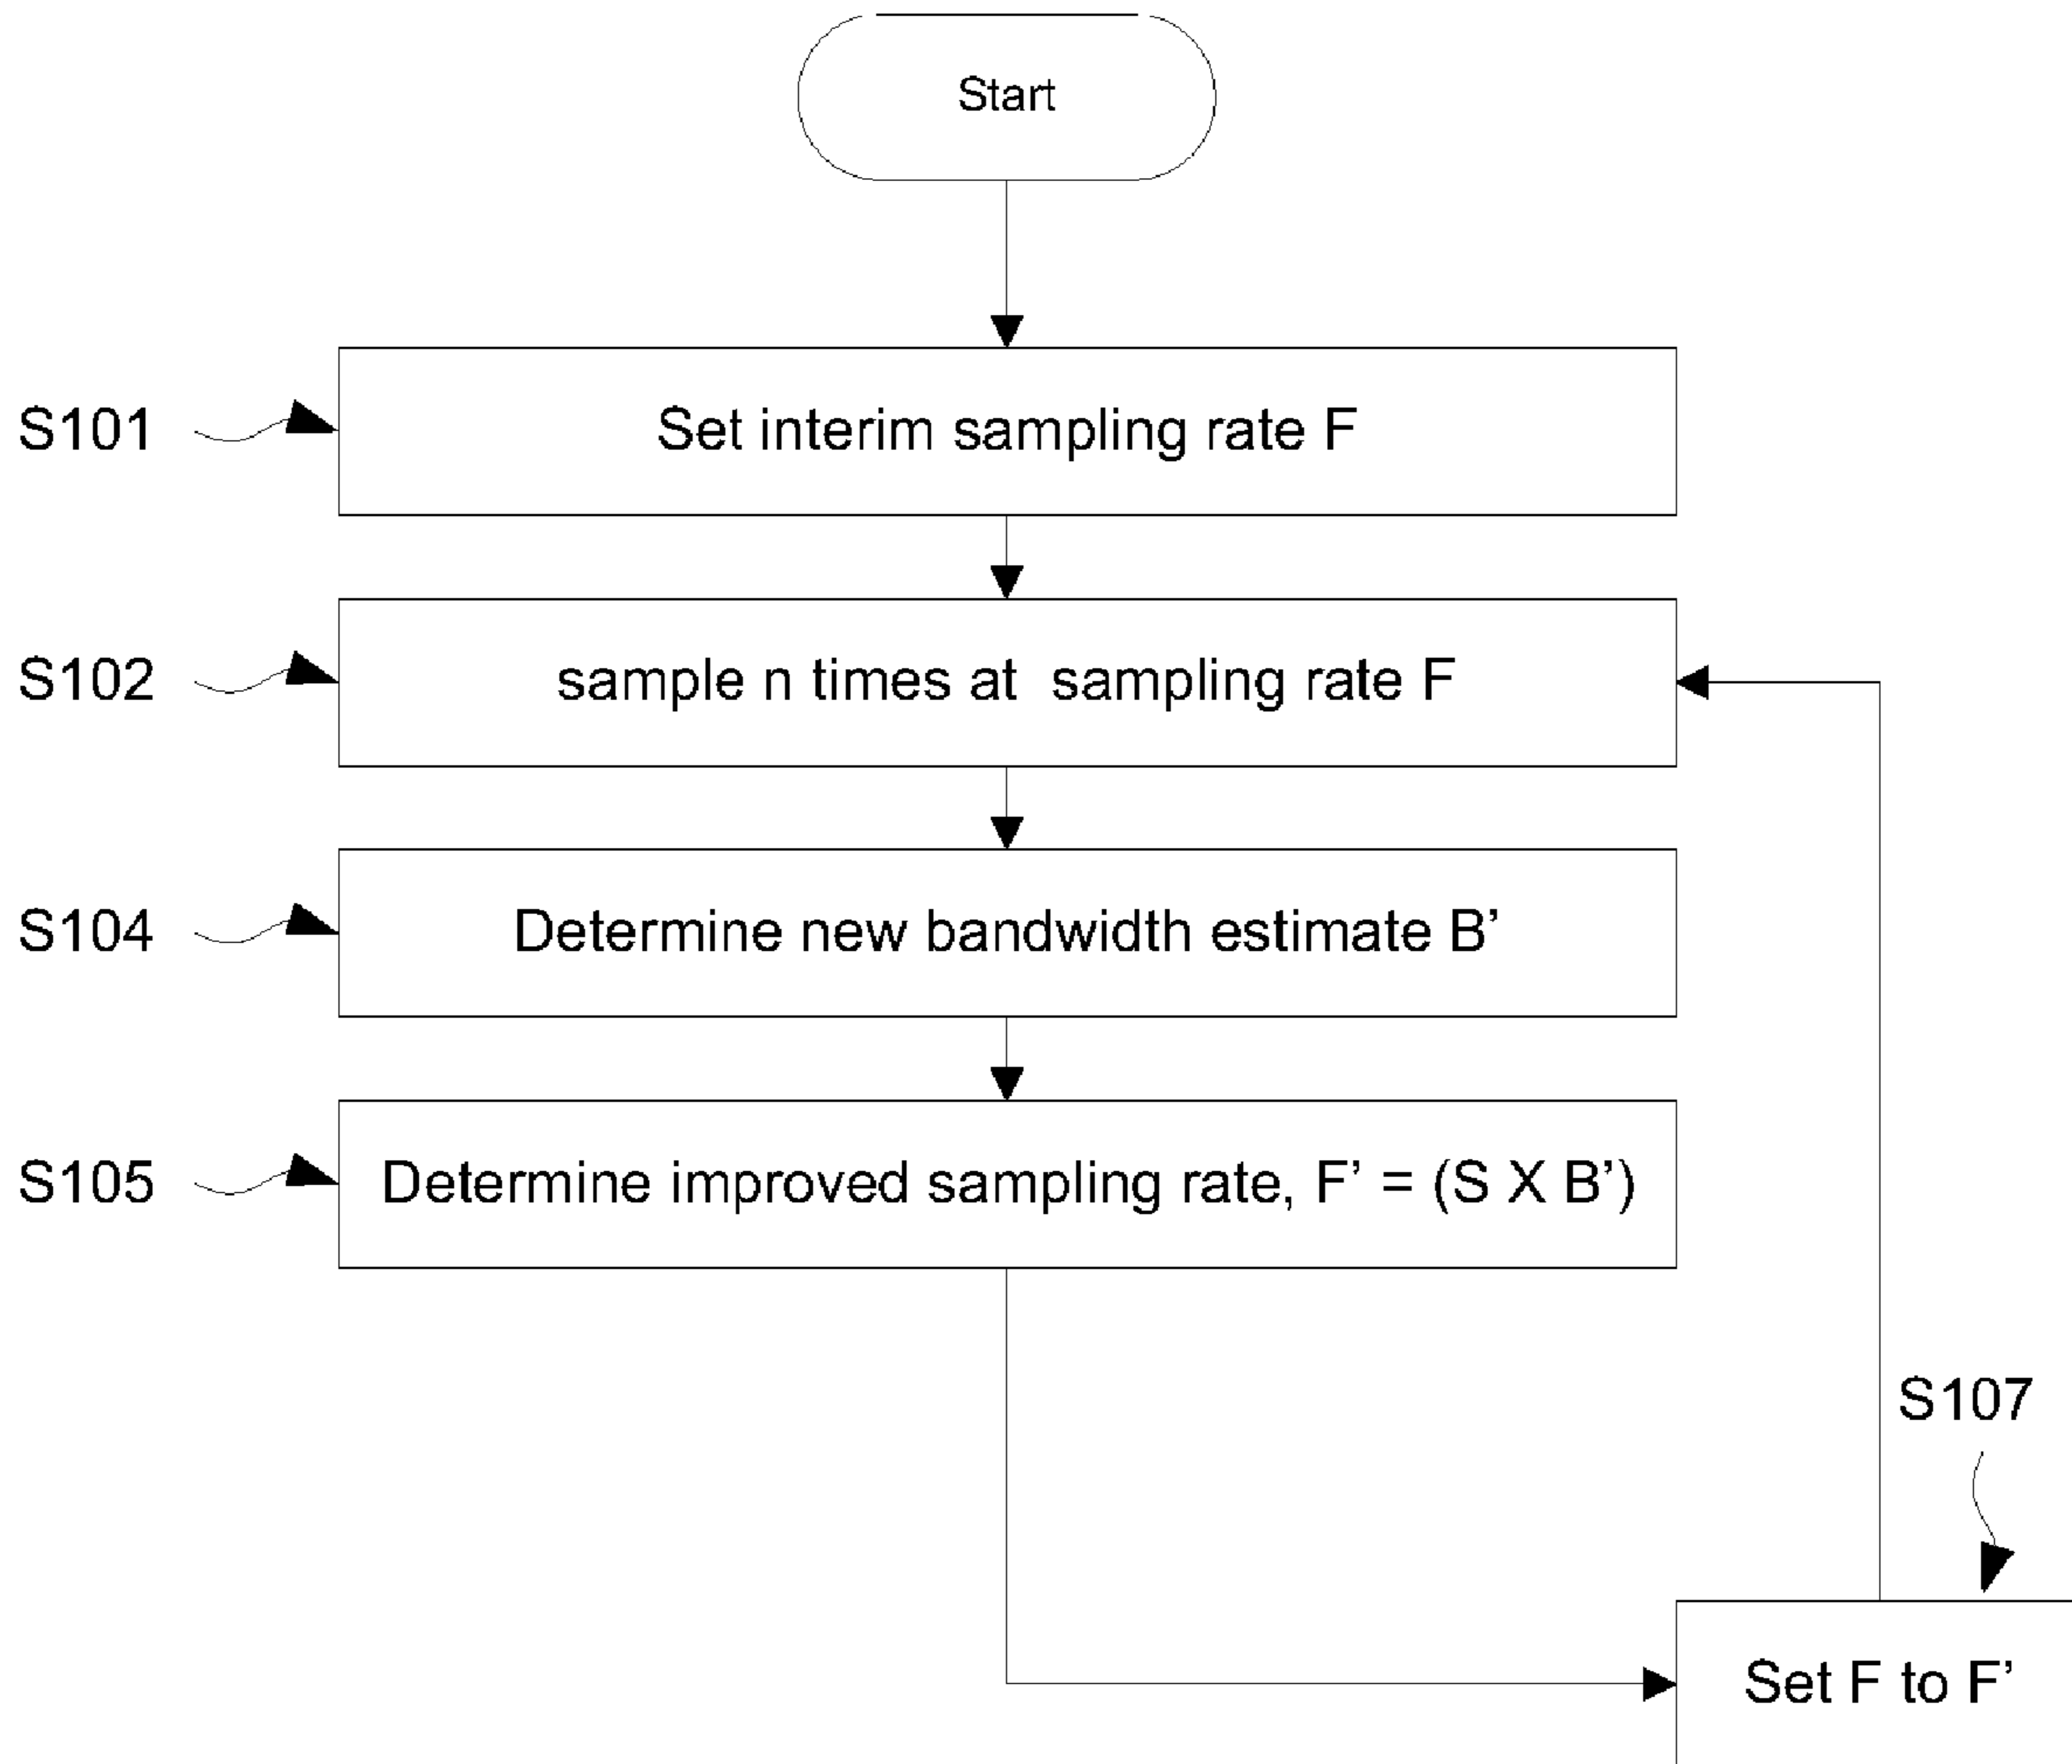 Start
S101
Set interim sampling rate F
S102
sample n times at  sampling rate F
S104
Determine new bandwidth estimate B’
S105
Determine improved sampling rate, F’ = (S X B’)
S107
Set F to F’